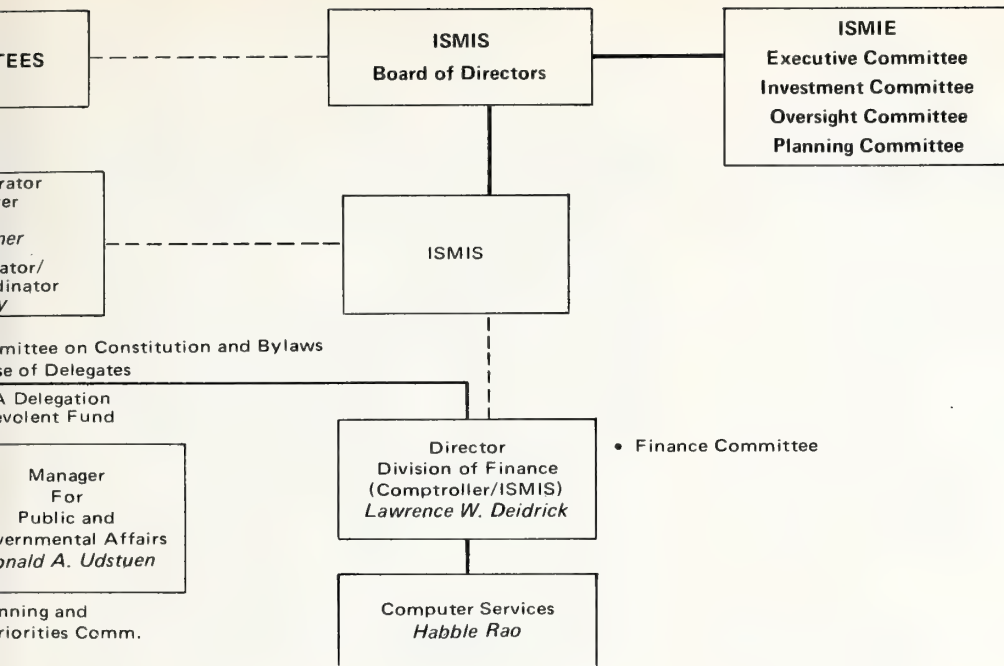 TEES
ISMIS
Board of Directors
ISMIE
Executive Committee
Investment Committee
Oversight Committee
Planning Committee
rator
er
ner
ator/
dinator
y
ISMIS
mittee on Constitution and Bylaws
se of Delegates
A Delegation
evolent Fund
Director
Division of Finance
(Comptroller/ISMIS)
Lawrence W. Deidrick
• Finance Committee
Manager
For
Public and
vernmental Affairs
onald A. Udstuen
nning and
riorities Comm.
Computer Services
Habble Rao